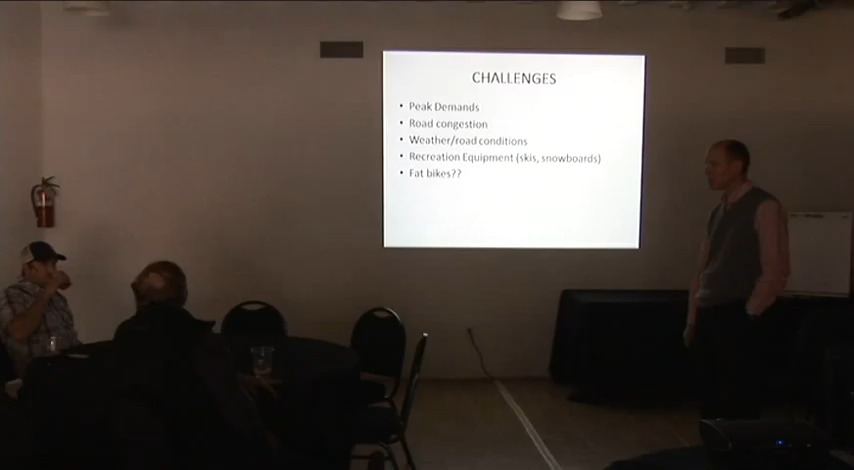 CHALLENGES
• Peak Demands
• Road congestion
• Weather/road conditions
• Recreation Equipment (skis, snowboards)
• Fat bikes??